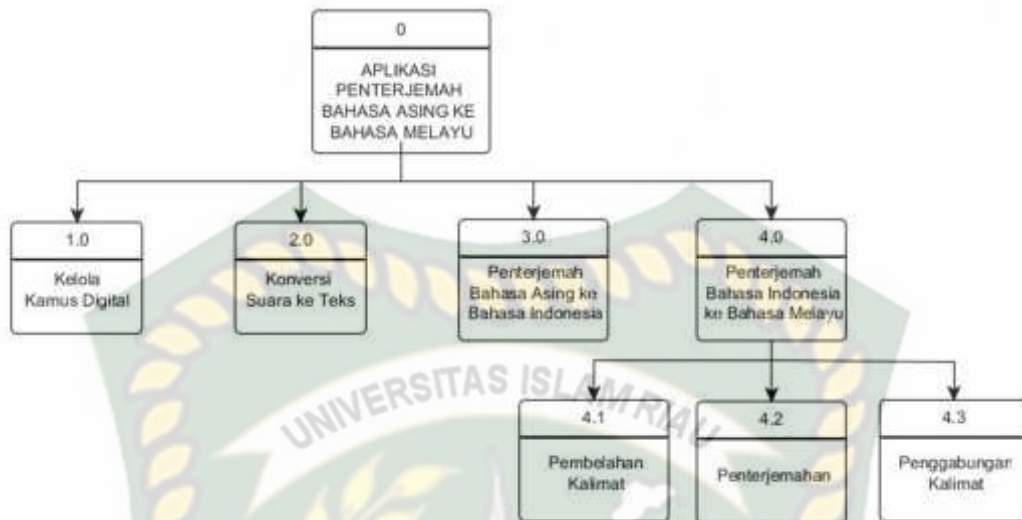 0
APLIKASI
PENTERJEMAH
BAHASA ASING KE
BAHASA MELAYU
1.0
Kelola
Kamus Digital
2.0
Konversi
Suara ke Teks
3.0
Penterjemah
Bahasa Asing ke
Bahasa Indonesia
4.0
Penterjemah
Bahasa Indonesia
ke Bahasa Melayu
UNIVERSITAS ISLAM RIAU
4.1
Pembelahan
Kalimat
4.2
Penterjemahan
4.3
Penggabungan
Kalimat